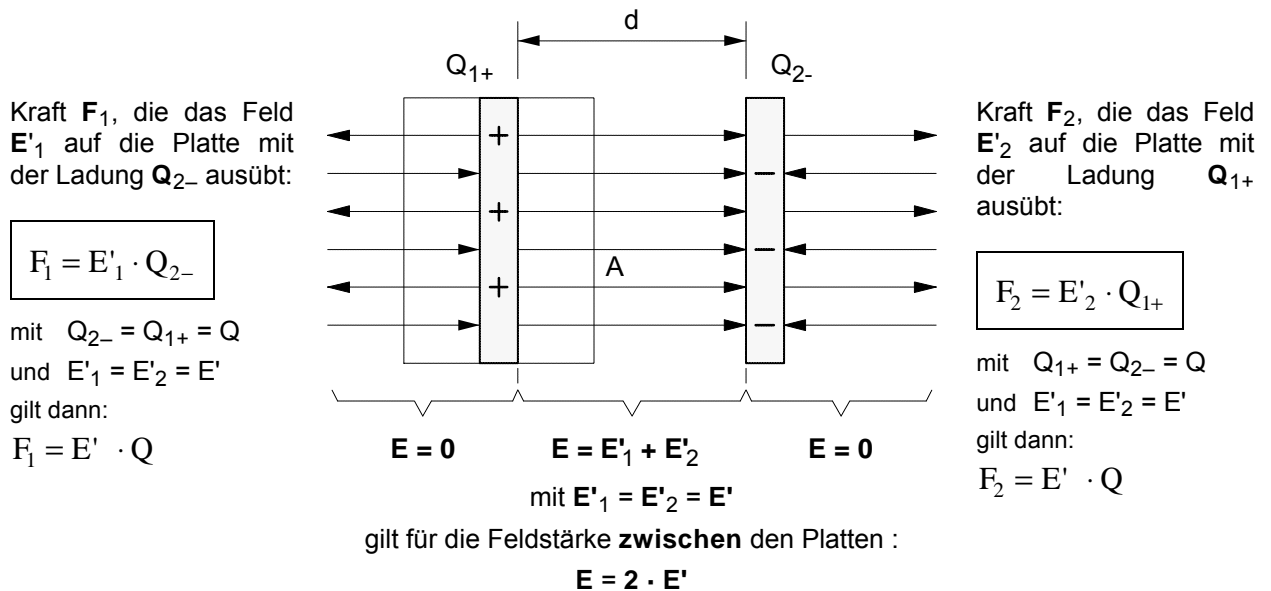 d
Q1+
Q2-
Kraft F1, die das Feld
E'1 auf die Platte mit
der Ladung Q2– ausübt:
F1 = E'1 · Q2–
mit Q2– = Q1+ = Q
und E'1 = E'2 = E'
gilt dann:
F1 = E' · Q
+
+
+
–
–
–
A
E = 0
E = E'1 + E'2
E = 0
mit E'1 = E'2 = E'
gilt für die Feldstärke zwischen den Platten :
E = 2 · E'
Kraft F2, die das Feld
E'2 auf die Platte mit
der Ladung Q1+
ausübt:
F2 = E'2 · Q1+
mit Q1+ = Q2– = Q
und E'1 = E'2 = E'
gilt dann:
F2 = E' · Q